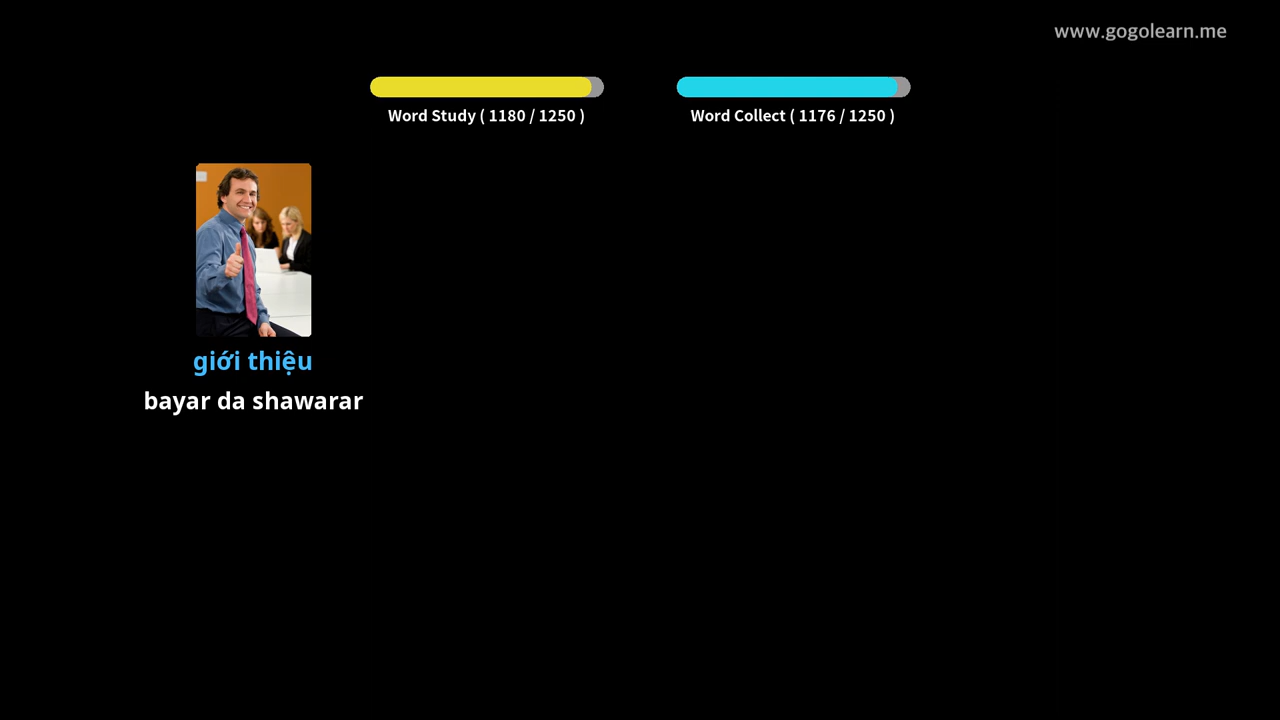 www.gogolearn.me
Word Study ( 1180 / 1250 )
Word Collect ( 1176 / 1250 )
giới thiệu
bayar da shawarar